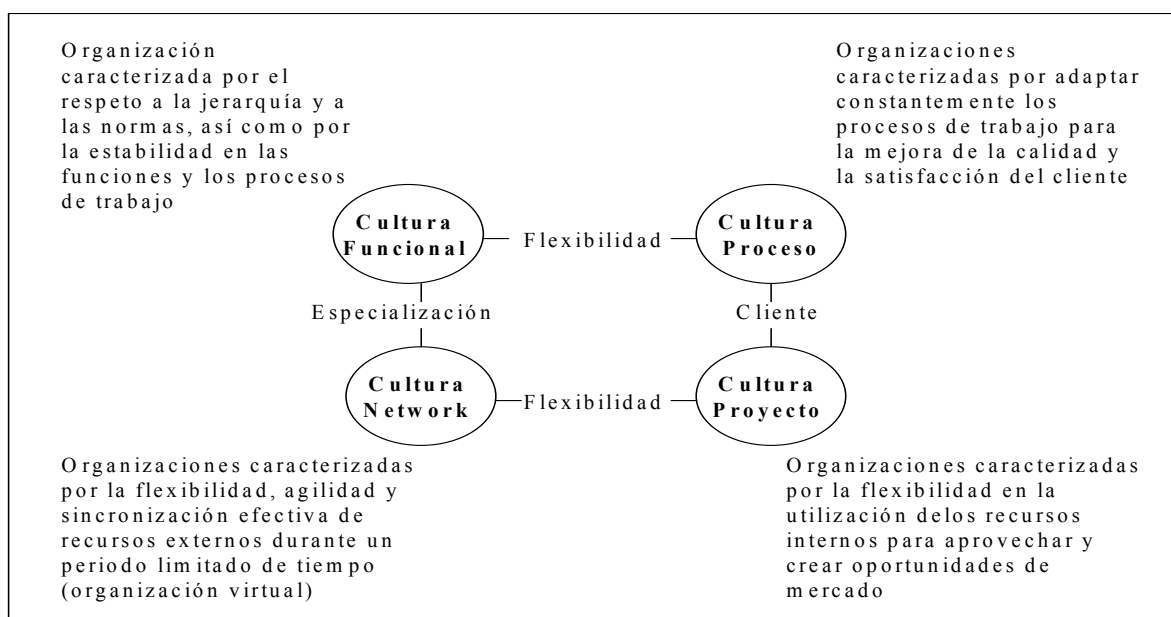 Organización
caracterizada por el
respeto a la jerarquía y a
las normas, así como por
la estabilidad en las
funciones y los procesos
de trabajo
Organizaciones
caracterizadas por adaptar
constantemente los
procesos de trabajo para
la mejora de la calidad y
la satisfacción del cliente
Cultura
Funcional
Flexibilidad
Cultura
Proceso
Especialización
Cliente
Cultura
Network
Flexibilidad
Cultura
Proyecto
Organizaciones caracterizadas
por la flexibilidad, agilidad y
sincronización efectiva de
recursos externos durante un
periodo limitado de tiempo
(organización virtual)
Organizaciones caracterizadas
por la flexibilidad en la
utilización delos recursos
internos para aprovechar y
crear oportunidades de
mercado